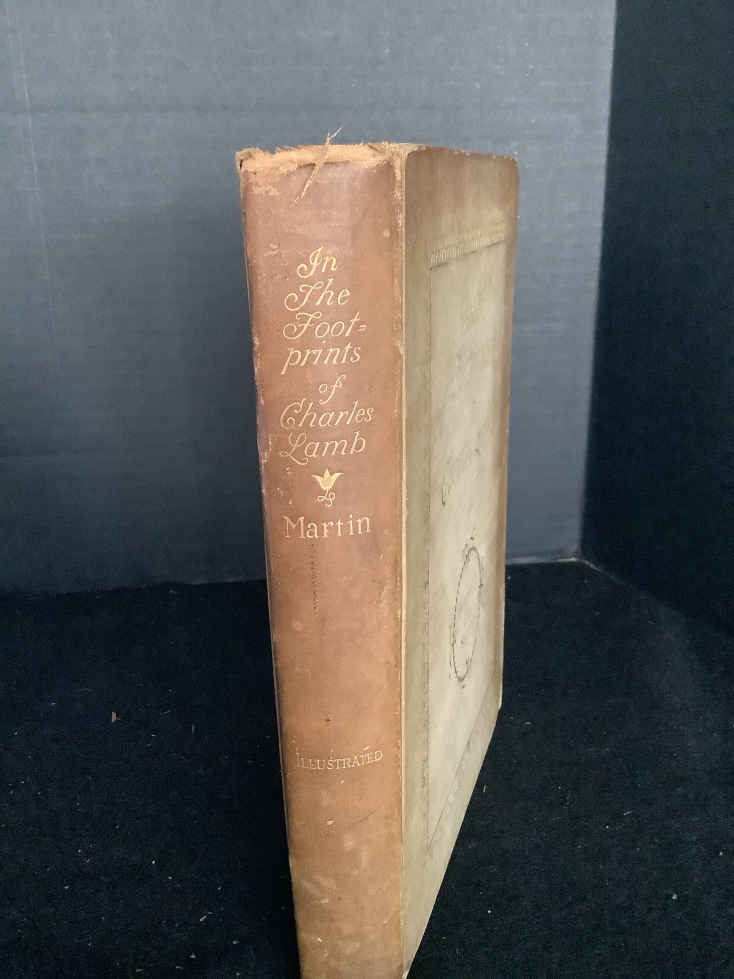 In
The
Foot=
prints
of
Charles
Lamb
Martin
ILLUSTRATED